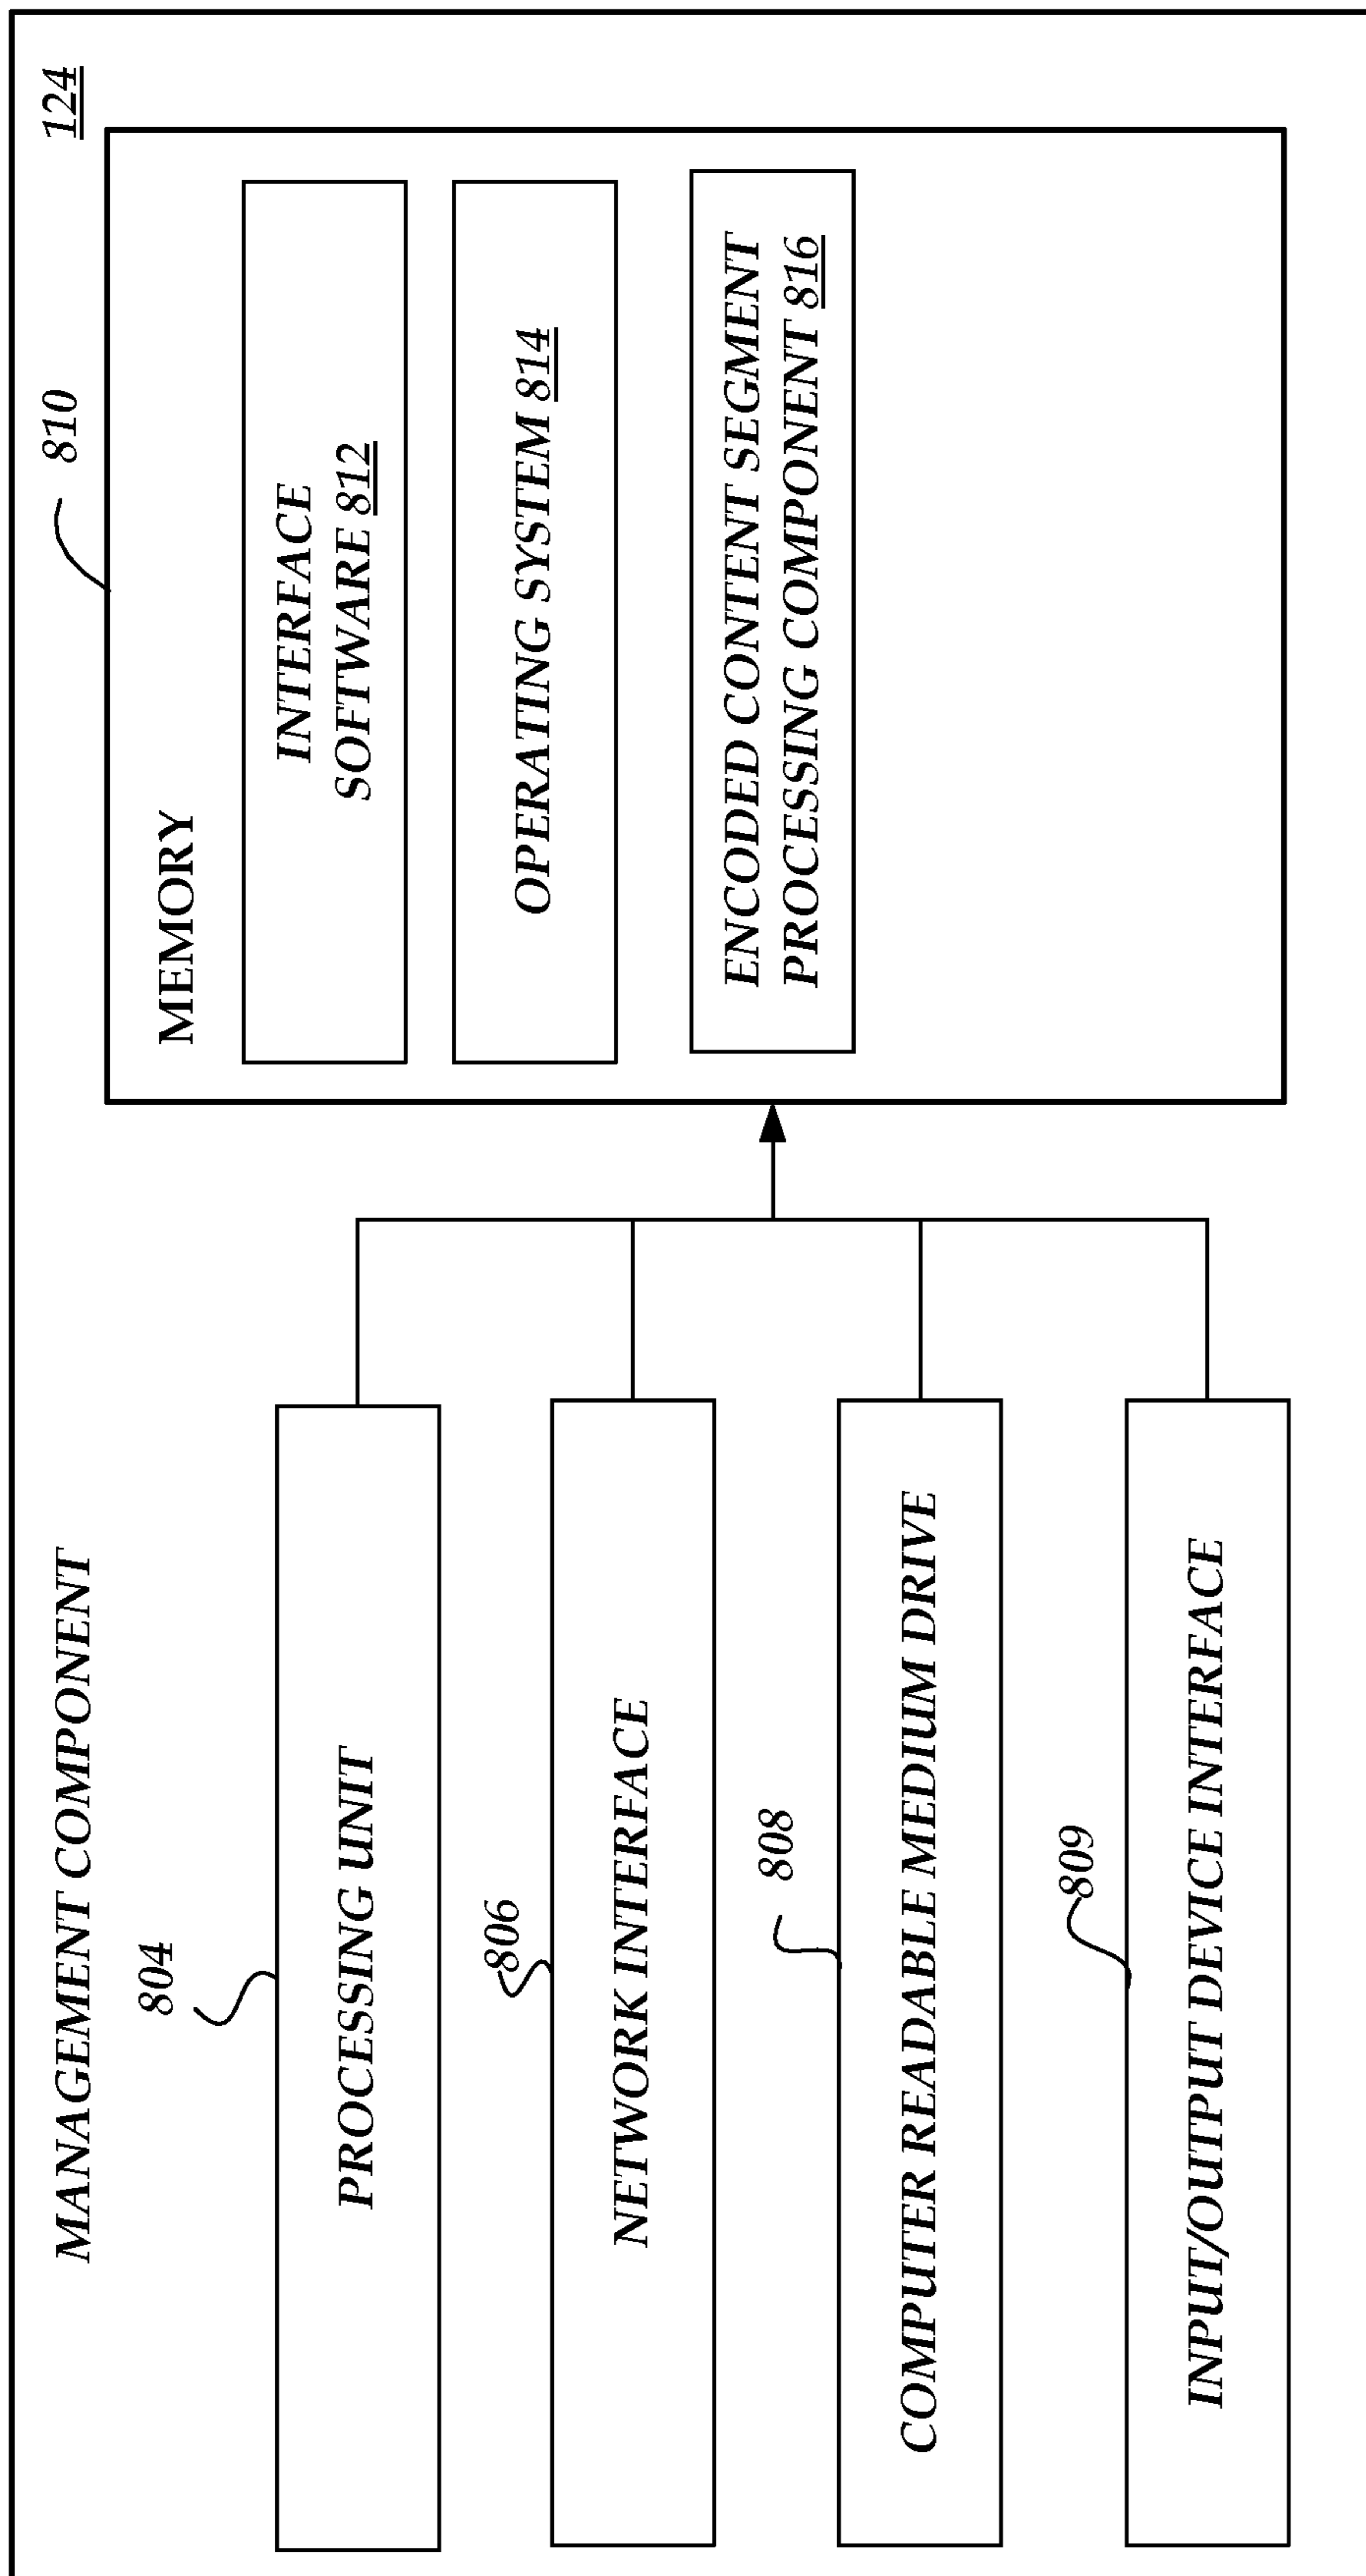 MANAGEMENT COMPONENT
124
804
PROCESSING UNIT
806
NETWORK INTERFACE
808
COMPUTER READABLE MEDIUM DRIVE
809
INPUT/OUTPUT DEVICE INTERFACE
810
MEMORY
INTERFACE
SOFTWARE 812
OPERATING SYSTEM 814
ENCODED CONTENT SEGMENT
PROCESSING COMPONENT 816